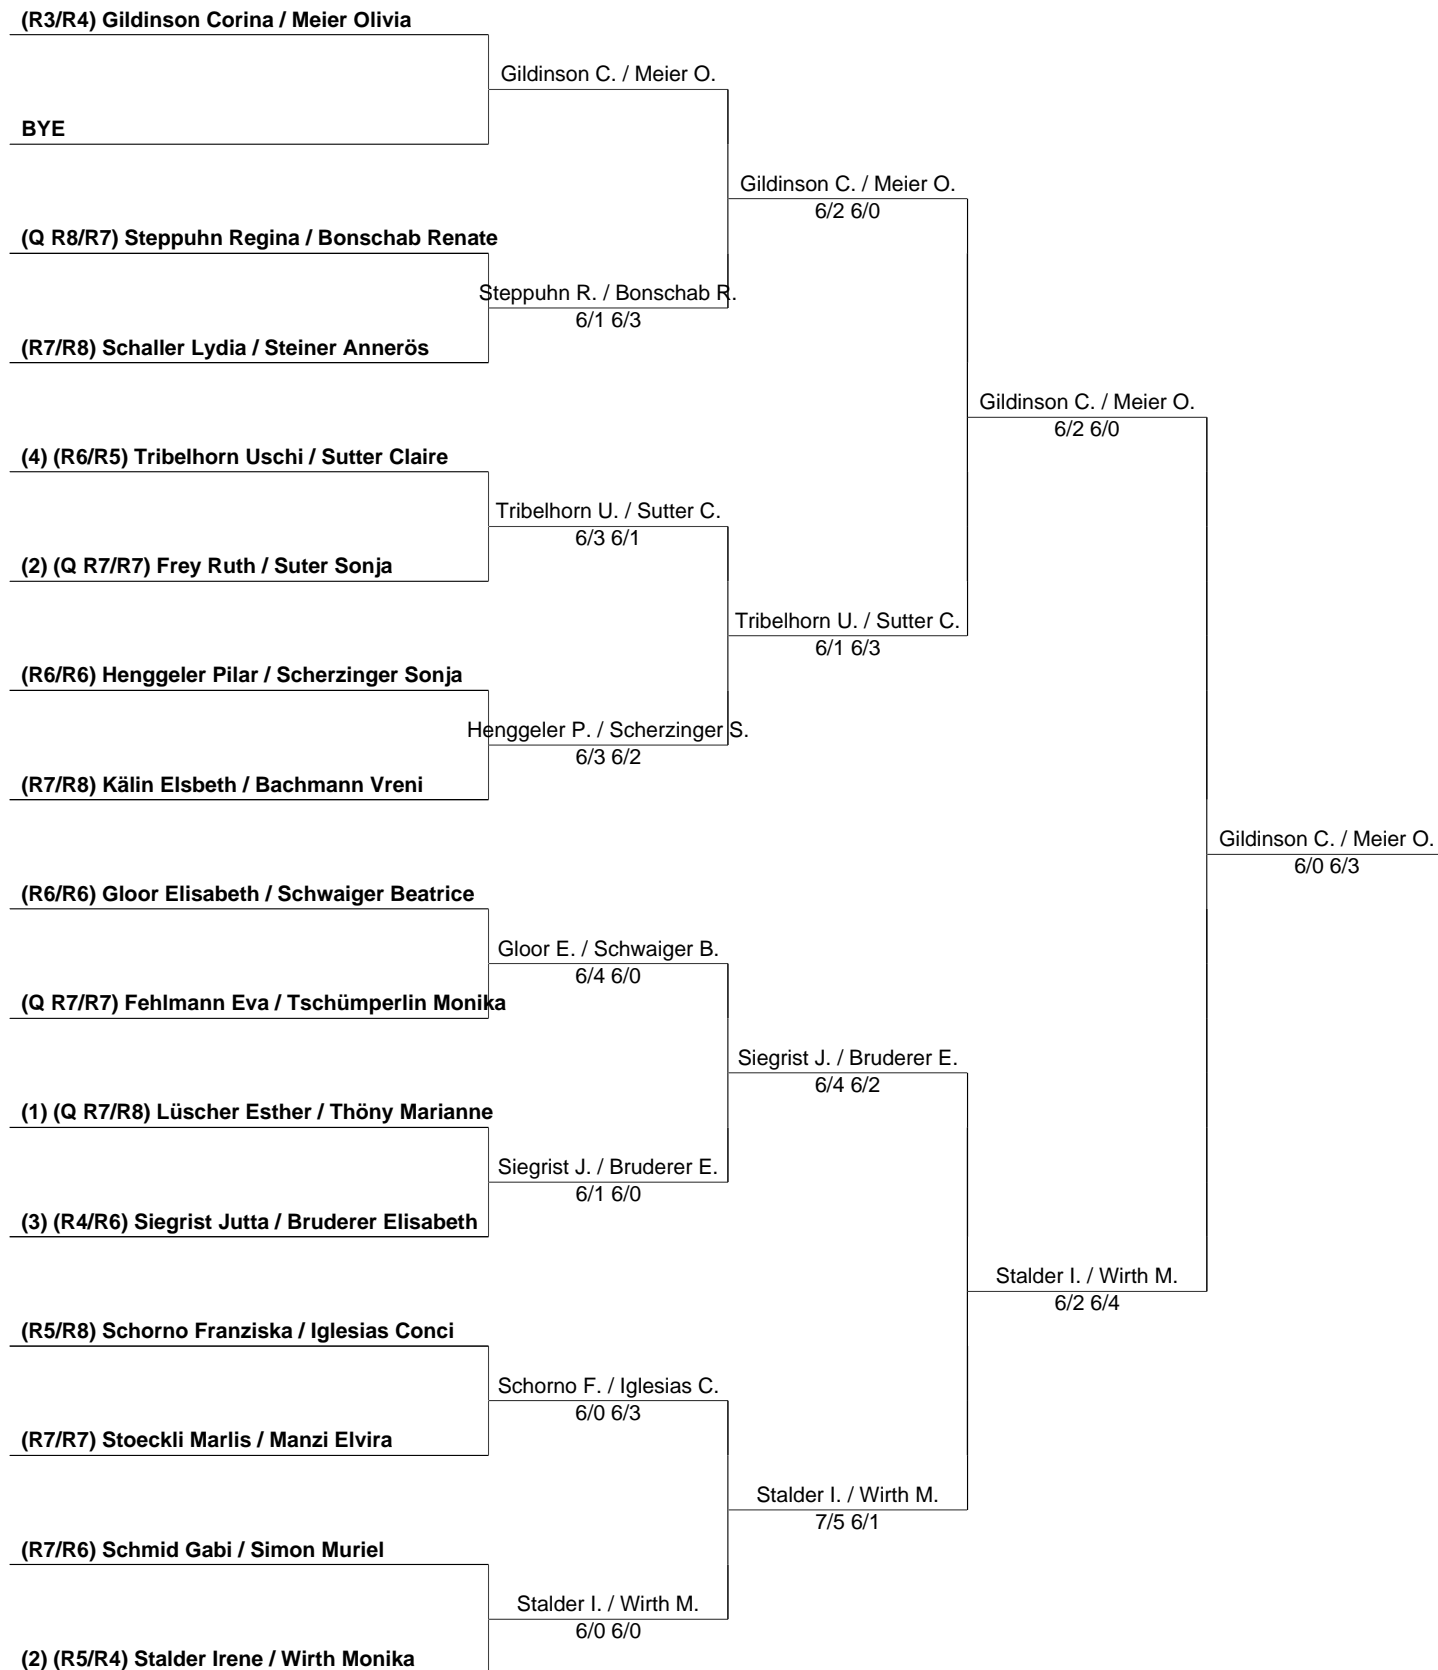 (R3/R4) Gildinson Corina / Meier Olivia
Gildinson C. / Meier O.
BYE
Gildinson C. / Meier O.
6/2 6/0
(Q R8/R7) Steppuhn Regina / Bonschab Renate
Steppuhn R. / Bonschab R.
6/1 6/3
(R7/R8) Schaller Lydia / Steiner Annerös
Gildinson C. / Meier O.
6/2 6/0
(4) (R6/R5) Tribelhorn Uschi / Sutter Claire
Tribelhorn U. / Sutter C.
6/3 6/1
(2) (Q R7/R7) Frey Ruth / Suter Sonja
Tribelhorn U. / Sutter C.
6/1 6/3
(R6/R6) Henggeler Pilar / Scherzinger Sonja
Henggeler P. / Scherzinger S.
6/3 6/2
(R7/R8) Kälin Elsbeth / Bachmann Vreni
Gildinson C. / Meier O.
6/0 6/3
(R6/R6) Gloor Elisabeth / Schwaiger Beatrice
Gloor E. / Schwaiger B.
6/4 6/0
(Q R7/R7) Fehlmann Eva / Tschümperlin Monika
Siegrist J. / Bruderer E.
6/4 6/2
(1) (Q R7/R8) Lüscher Esther / Thöny Marianne
Siegrist J. / Bruderer E.
6/1 6/0
(3) (R4/R6) Siegrist Jutta / Bruderer Elisabeth
Stalder I. / Wirth M.
6/2 6/4
(R5/R8) Schorno Franziska / Iglesias Conci
Schorno F. / Iglesias C.
6/0 6/3
(R7/R7) Stoeckli Marlis / Manzi Elvira
Stalder I. / Wirth M.
7/5 6/1
(R7/R6) Schmid Gabi / Simon Muriel
Stalder I. / Wirth M.
6/0 6/0
(2) (R5/R4) Stalder Irene / Wirth Monika